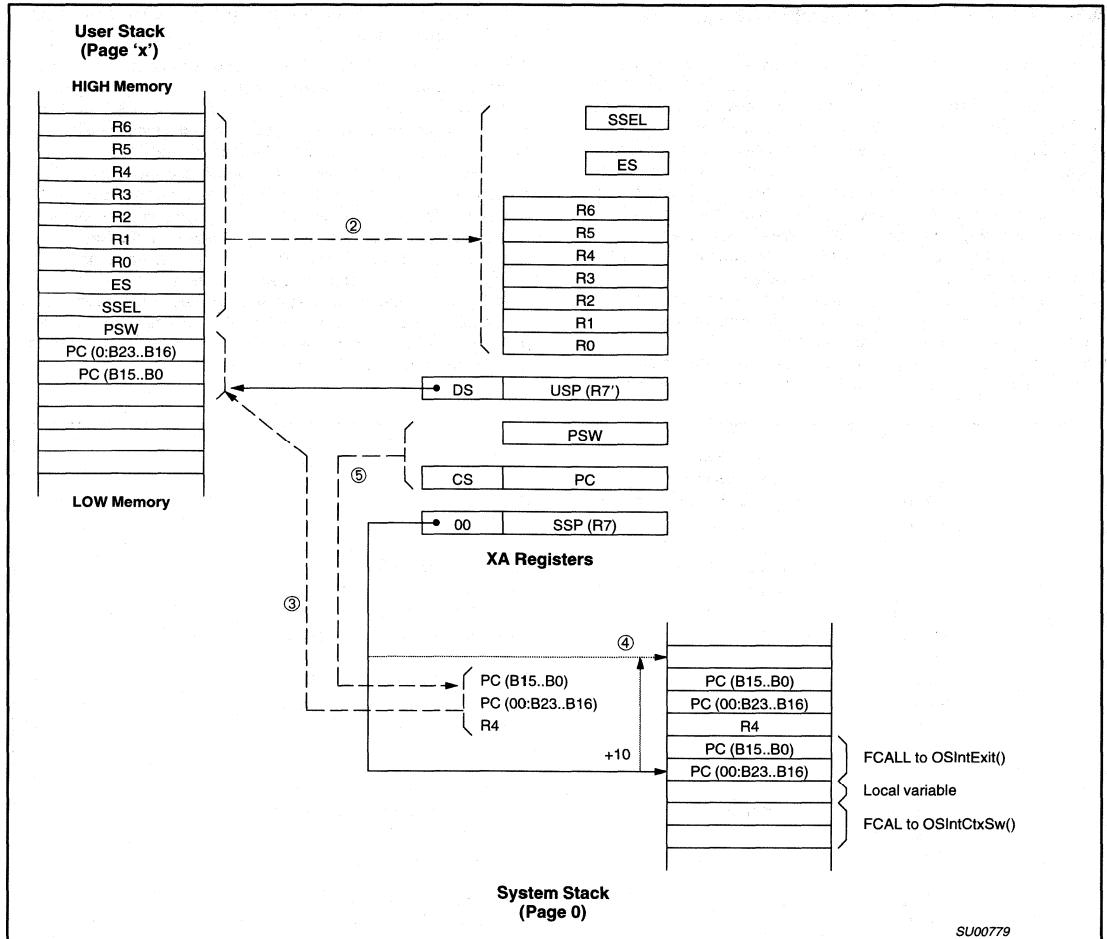 User Stack
(Page ‘x’)
HIGH Memory
R6
R5
R4
R3
R2
R1
R0
ES
SSEL
PSW
PC (0:B23..B16)
PC (B15..B0
LOW Memory
②
SSEL
ES
R6
R5
R4
R3
R2
R1
R0
DS USP (R7')
PSW
⑤
CS PC
00 SSP (R7)
XA Registers
③
④
PC (B15..B0)
PC (00:B23..B16)
R4
+10
PC (B15..B0)
PC (00:B23..B16)
R4
PC (B15..B0)
PC (00:B23..B16)
FCALL to OSIntExit()
Local variable
FCAL to OSIntCtxSw()
System Stack
(Page 0)
SU00779